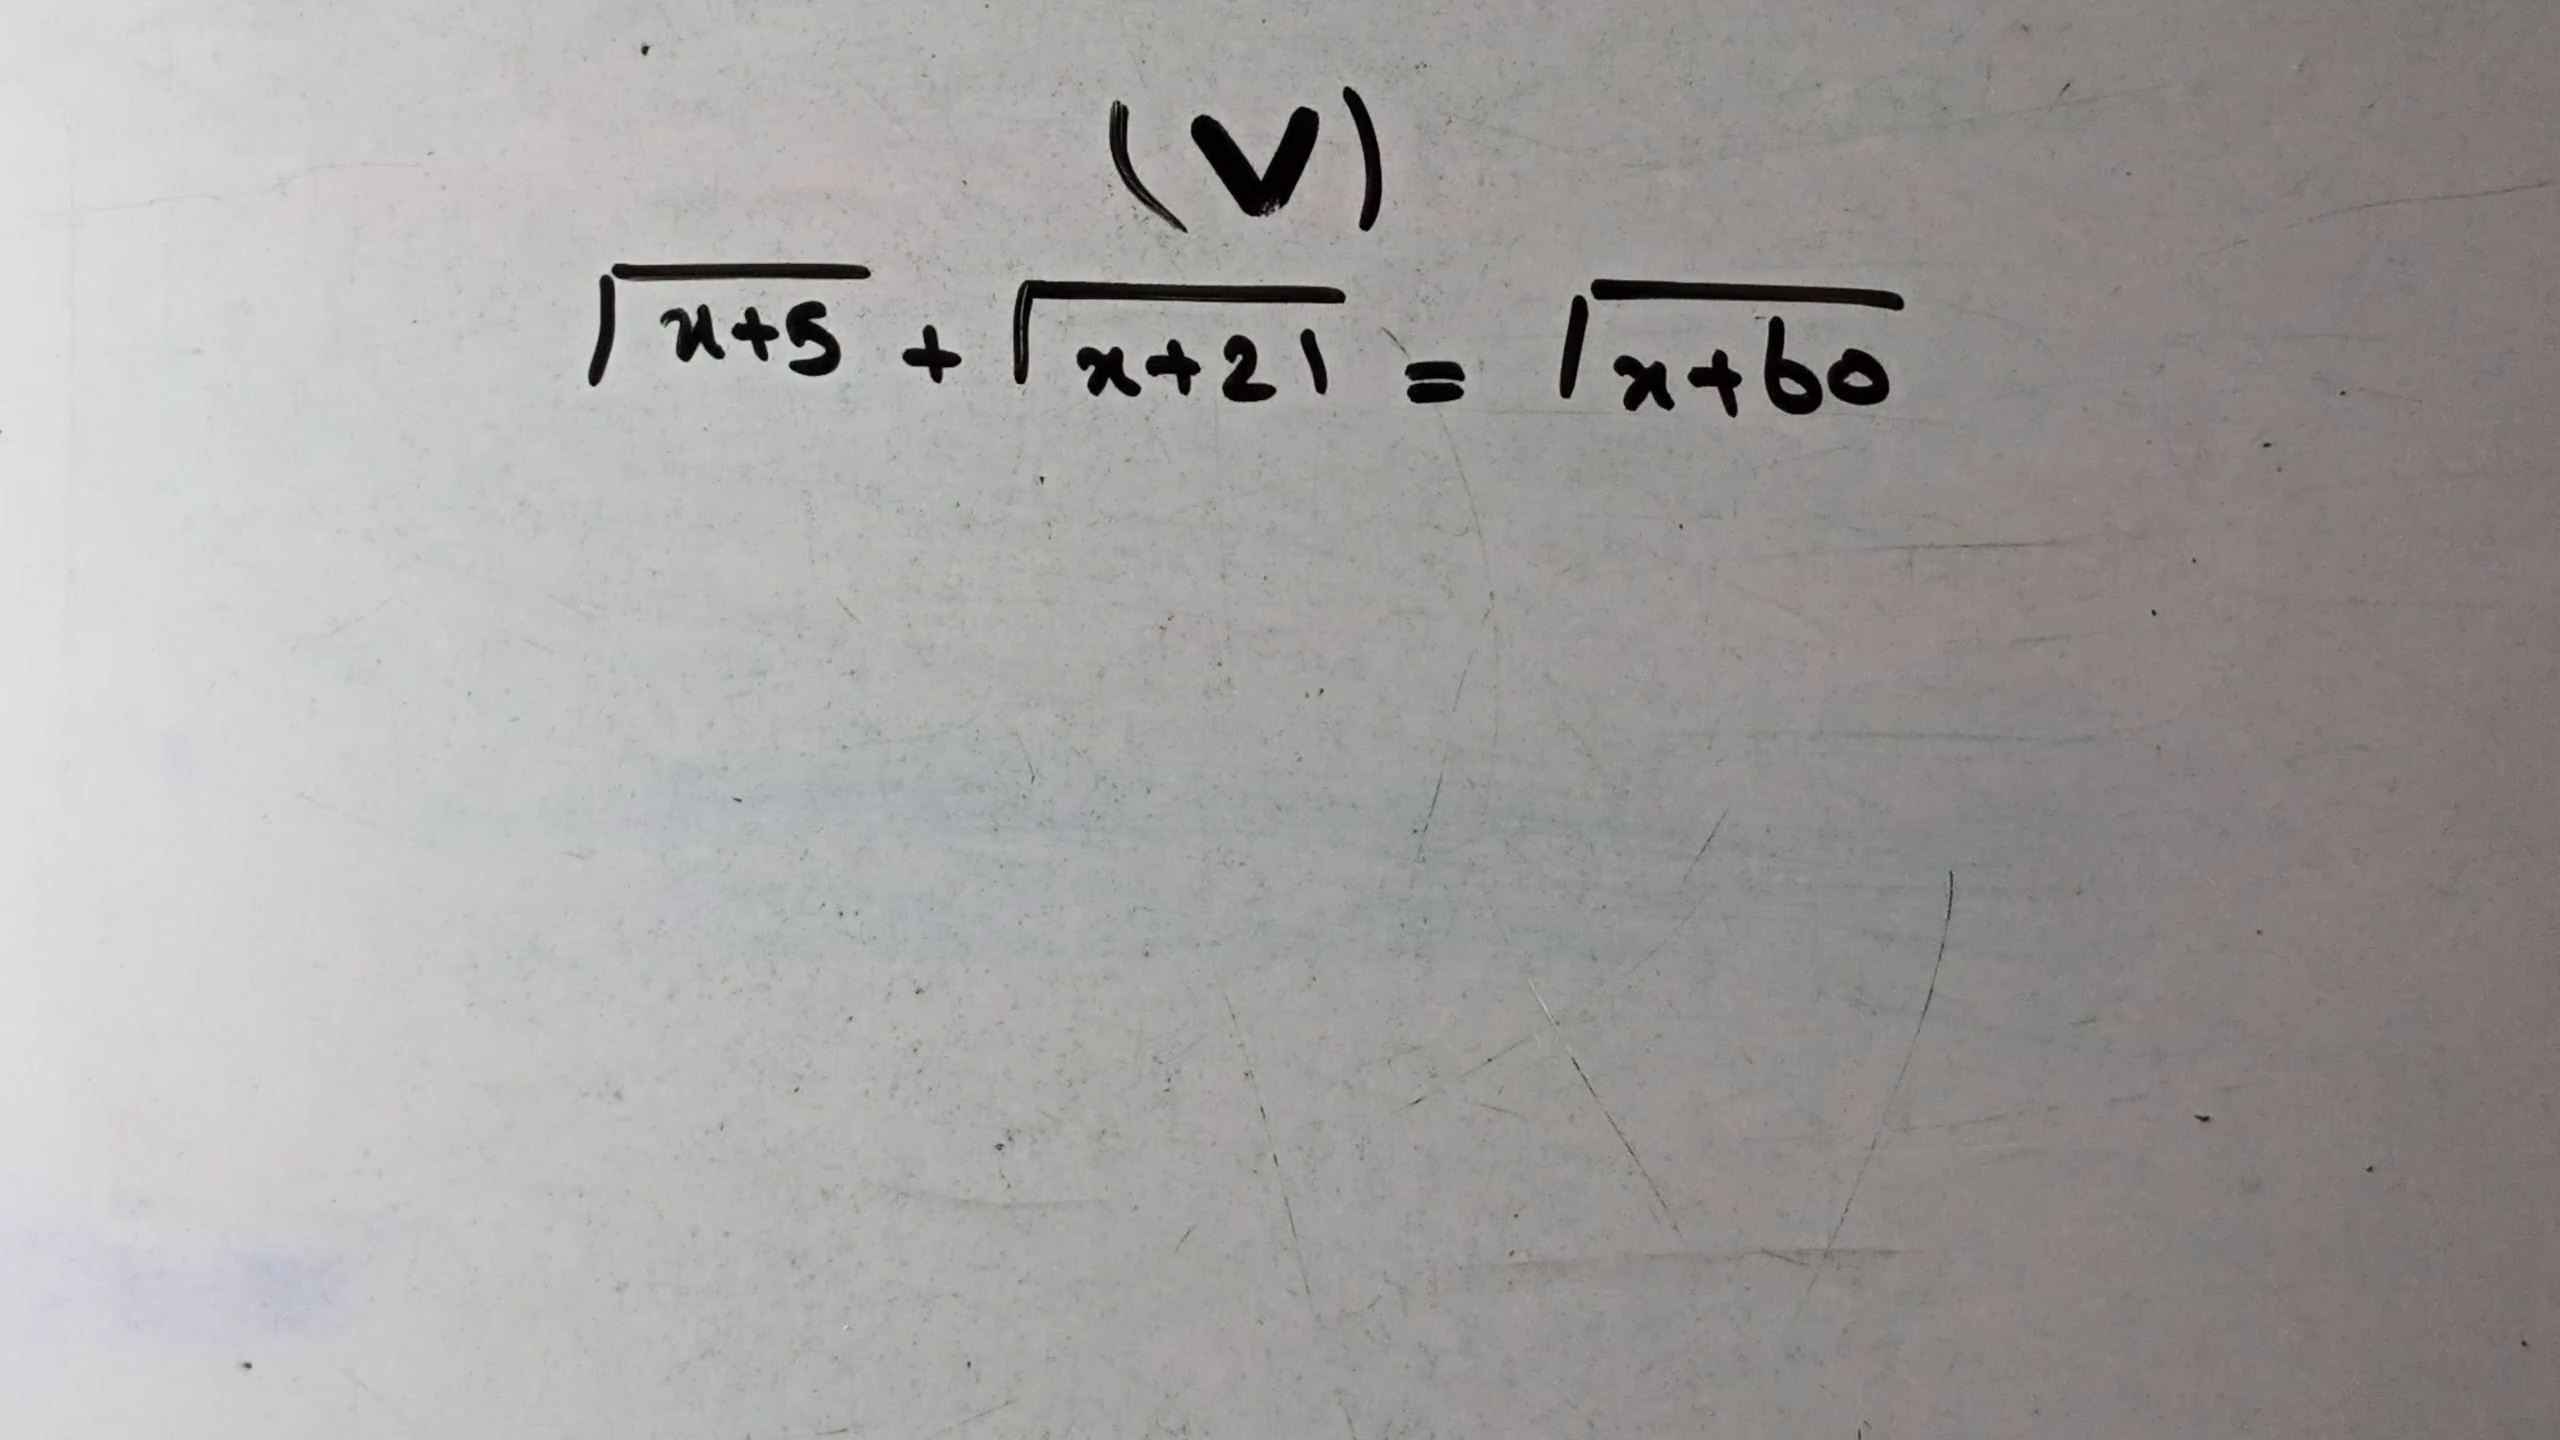 (V)
√x+5 + √x+21 = √x+60